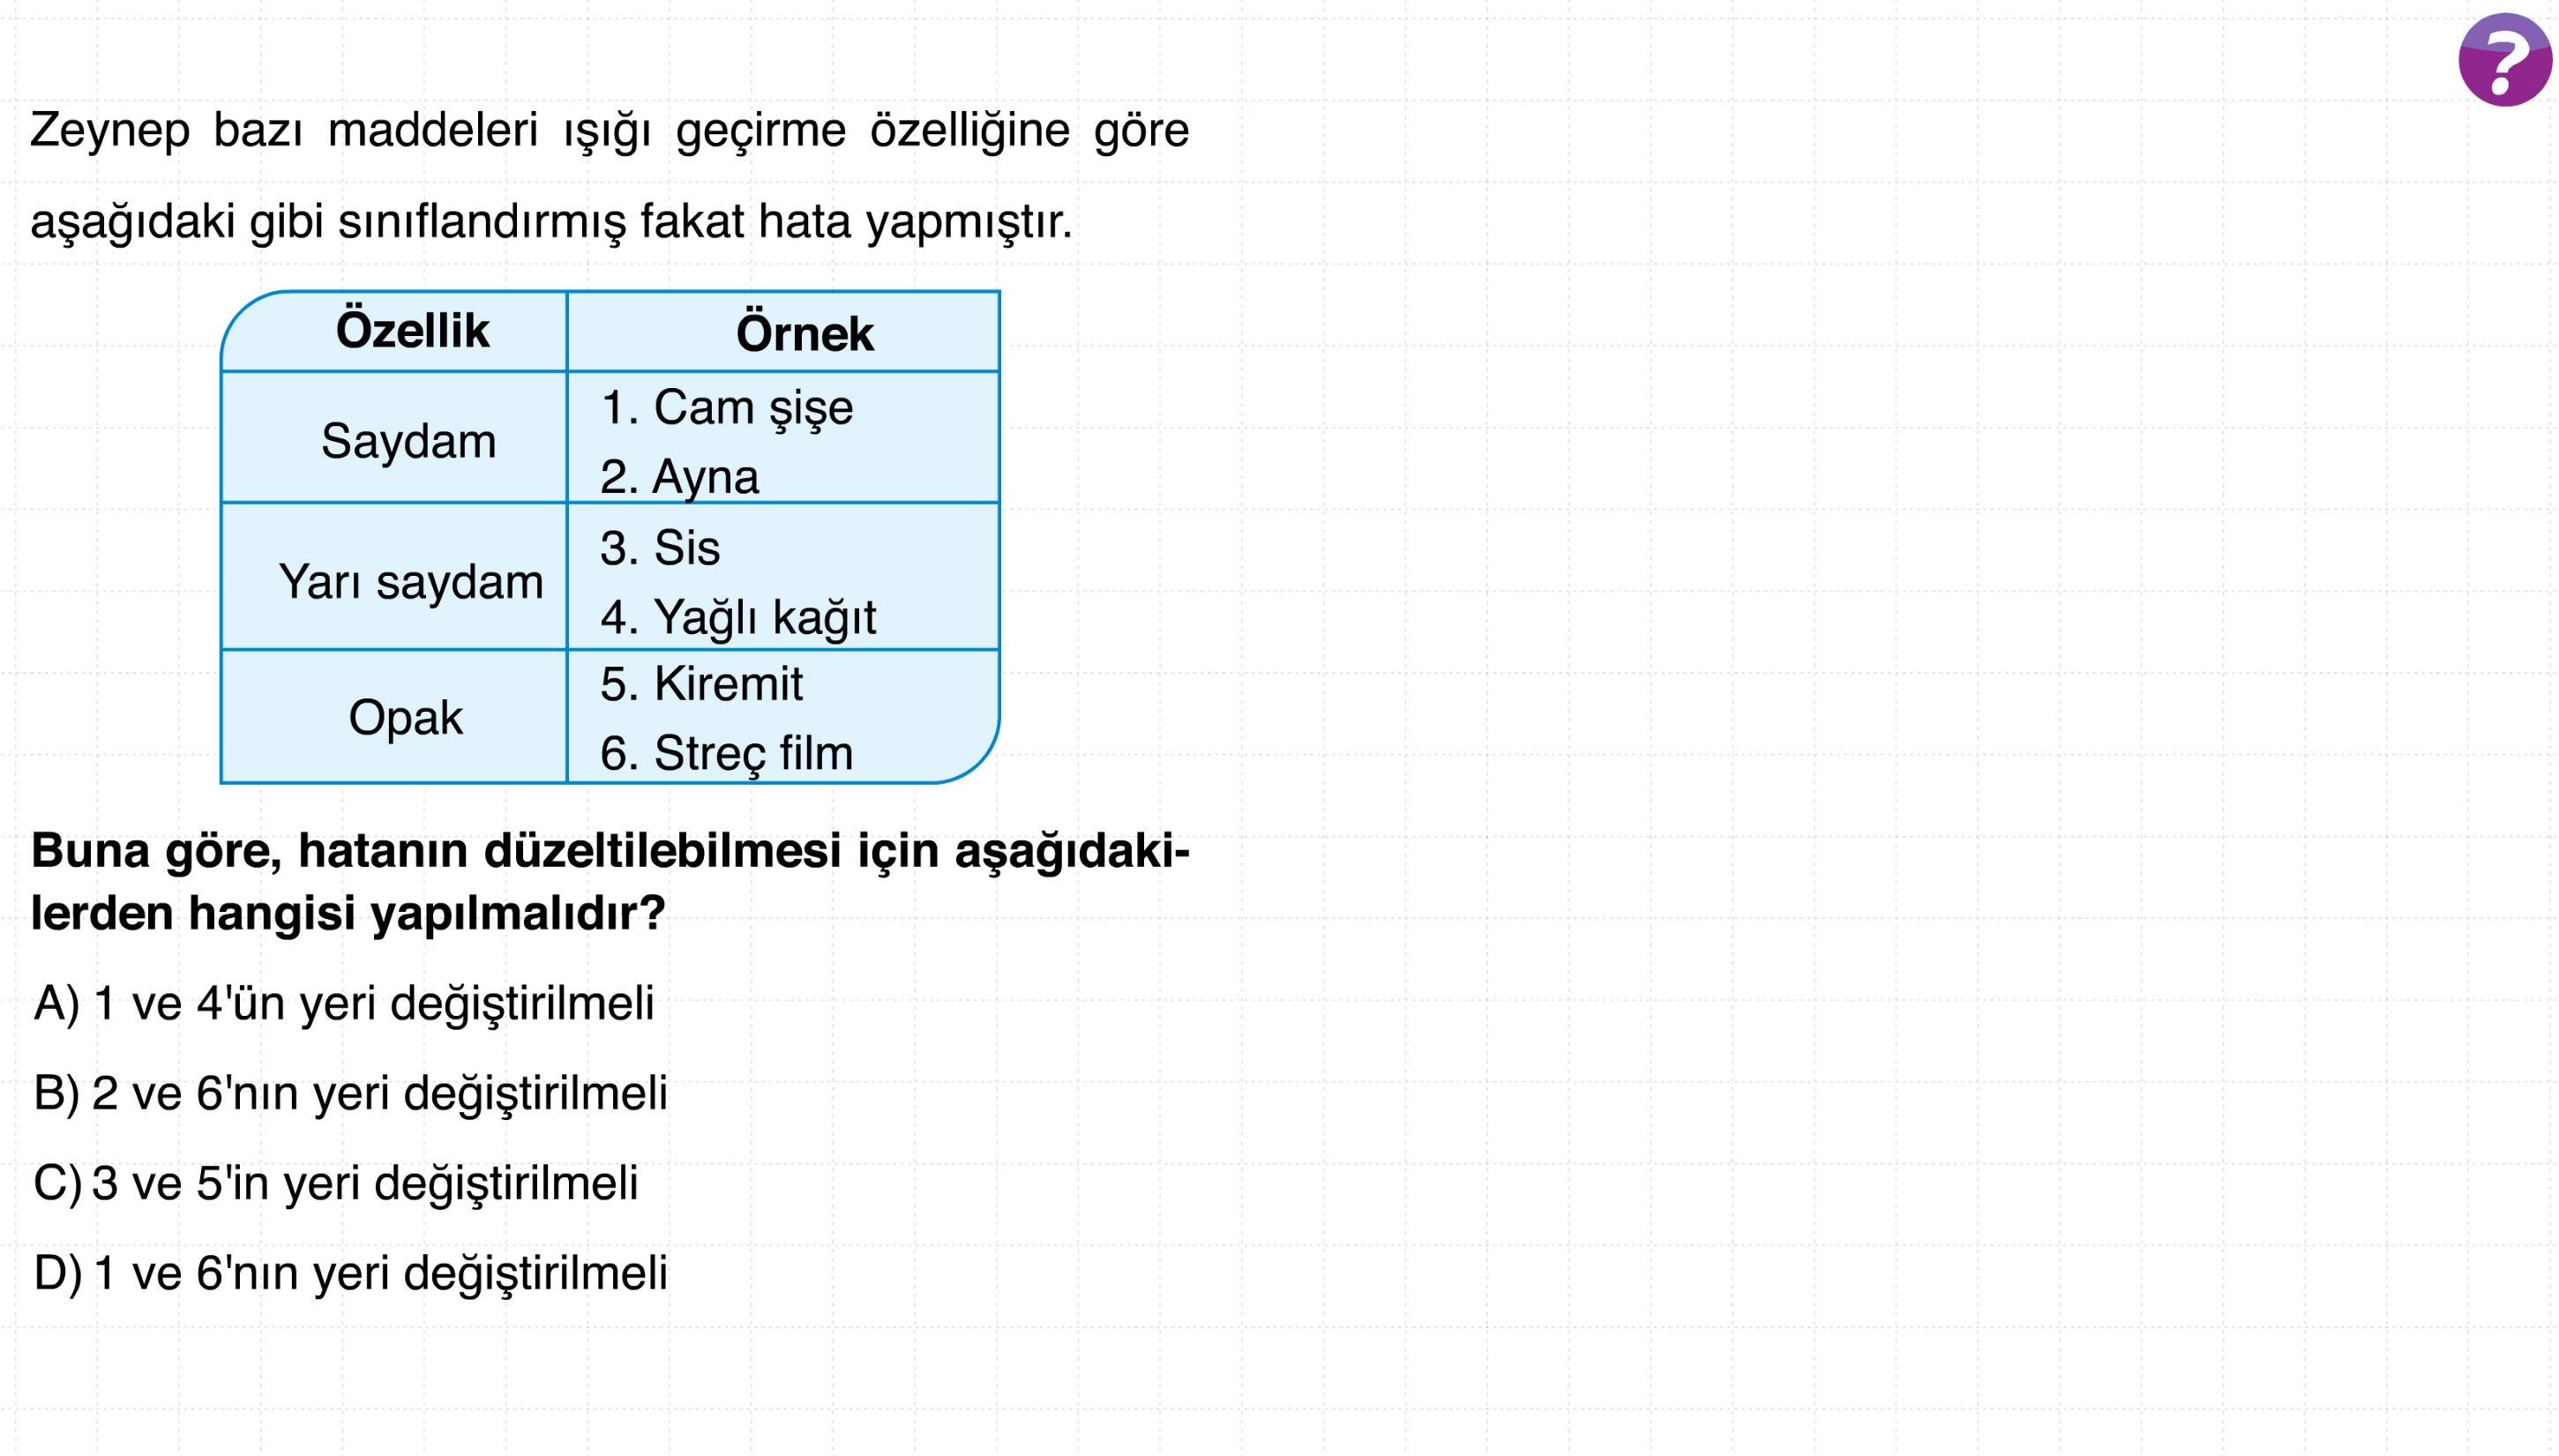 ?
Zeynep bazı maddeleri ışığı geçirme özelliğine göre
aşağıdaki gibi sınıflandırmış fakat hata yapmıştır.
Özellik Örnek
Saydam
1. Cam şişe
2. Ayna
Yarı saydam
3. Sis
4. Yağlı kağıt
Opak
5. Kiremit
6. Streç film
Buna göre, hatanın düzeltilebilmesi için aşağıdaki-
lerden hangisi yapılmalıdır?
A) 1 ve 4'ün yeri değiştirilmeli
B) 2 ve 6'nın yeri değiştirilmeli
C) 3 ve 5'in yeri değiştirilmeli
D) 1 ve 6'nın yeri değiştirilmeli